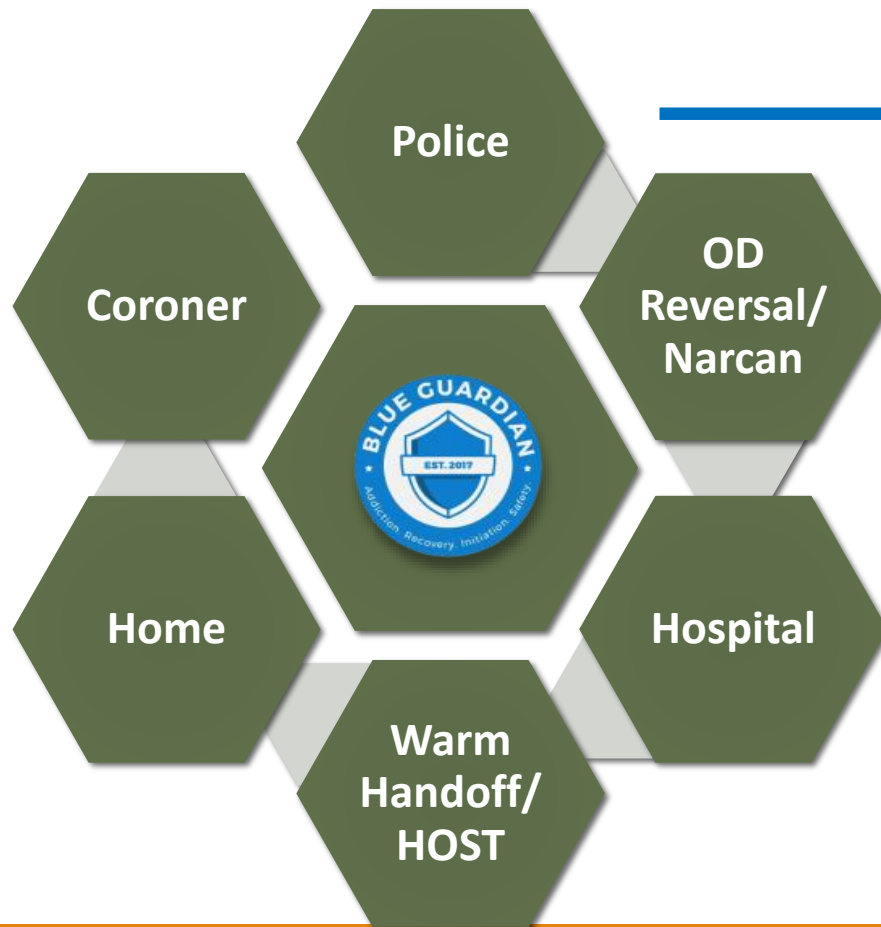 Police
OD
Reversal/
Narcan
Hospital
Warm
Handoff/
HOST
Home
Coroner
BLUE GUARDIAN
EST. 2017
Addiction. Recovery. Initiation. Safety.